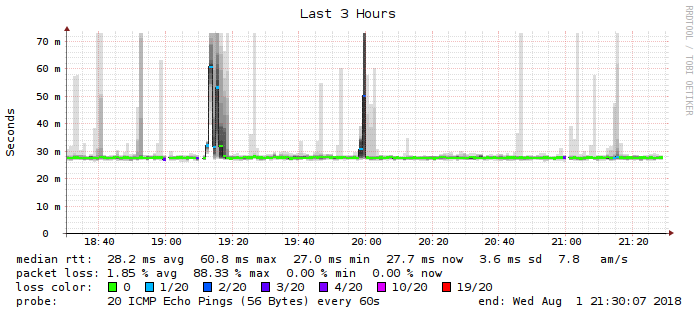 Last 3 Hours
RRDTOOL / TOBI OETIKER
Seconds
70 m
60 m
50 m
40 m
30 m
20 m
10 m
0
18:40 19:00 19:20 19:40 20:00 20:20 20:40 21:00 21:20
median rtt: 28.2 ms avg 60.8 ms max 27.0 ms min 27.7 ms now 3.6 ms sd 7.8 am/s
packet loss: 1.85 % avg 88.33 % max 0.00 % min 0.00 % now
loss color: 0 1/20 2/20 3/20 4/20 10/20 19/20
probe: 20 ICMP Echo Pings (56 Bytes) every 60s end: Wed Aug 1 21:30:07 2018